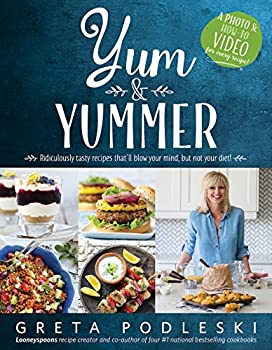 A PHOTO &
HOW-TO
VIDEO
for every recipe!
Yum
&
YUMMER
Ridiculously tasty recipes that'll blow your mind, but not your diet!
GRETA PODLESKI
Looneyspoons recipe creator and co-author of four #1 national bestselling cookbooks